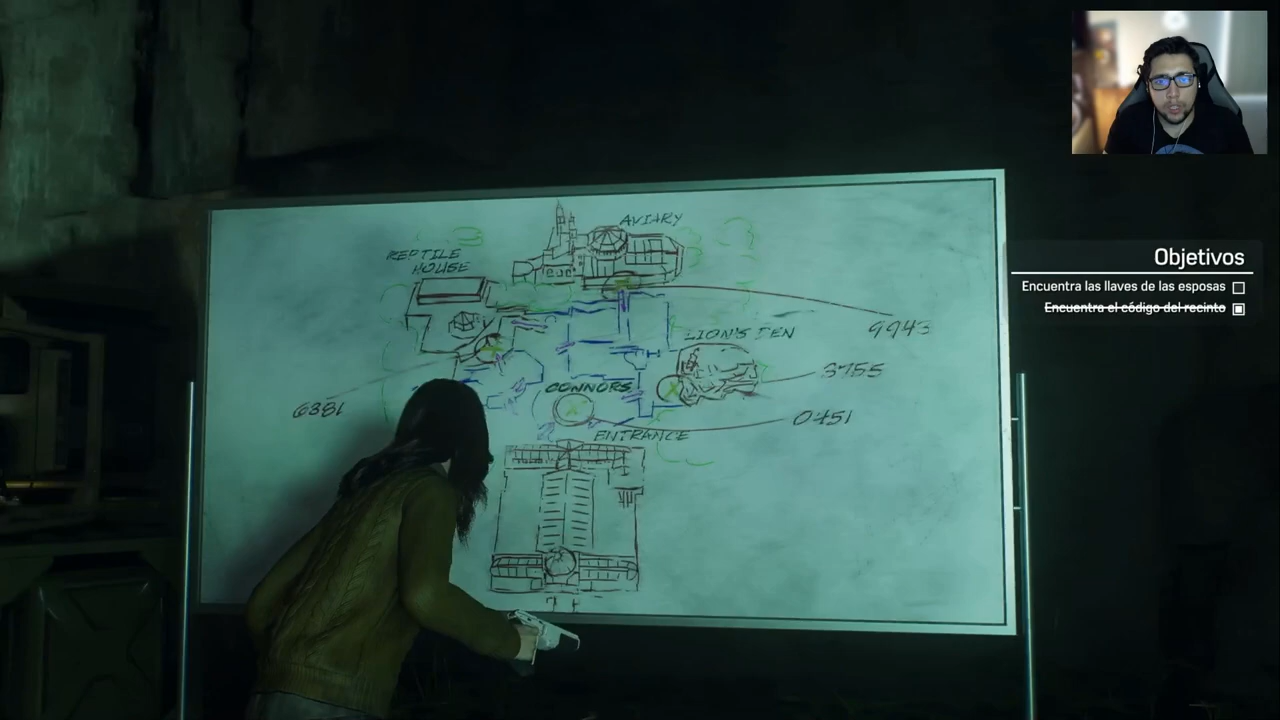 AVIARY
REPTILE
HOUSE
Objetivos
Encuentra las llaves de las esposas
Encuentra el código del recinto
9943
LION'S DEN
3755
CONNORS
6381
0451
ENTRANCE